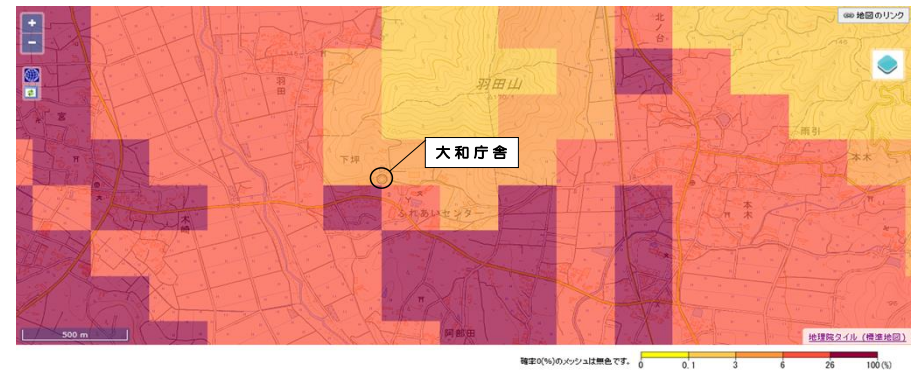 +
−
地図のリンク
北ノ台
羽田
羽田山
宮
雨引
本木
下坪
大和庁舎
ふれあいセンター
木崎
本木
阿部田
500 m
地理院タイル (標準地図)
確率0(%)のメッシュは無色です。
0 0.1 3 6 26 100 (%)